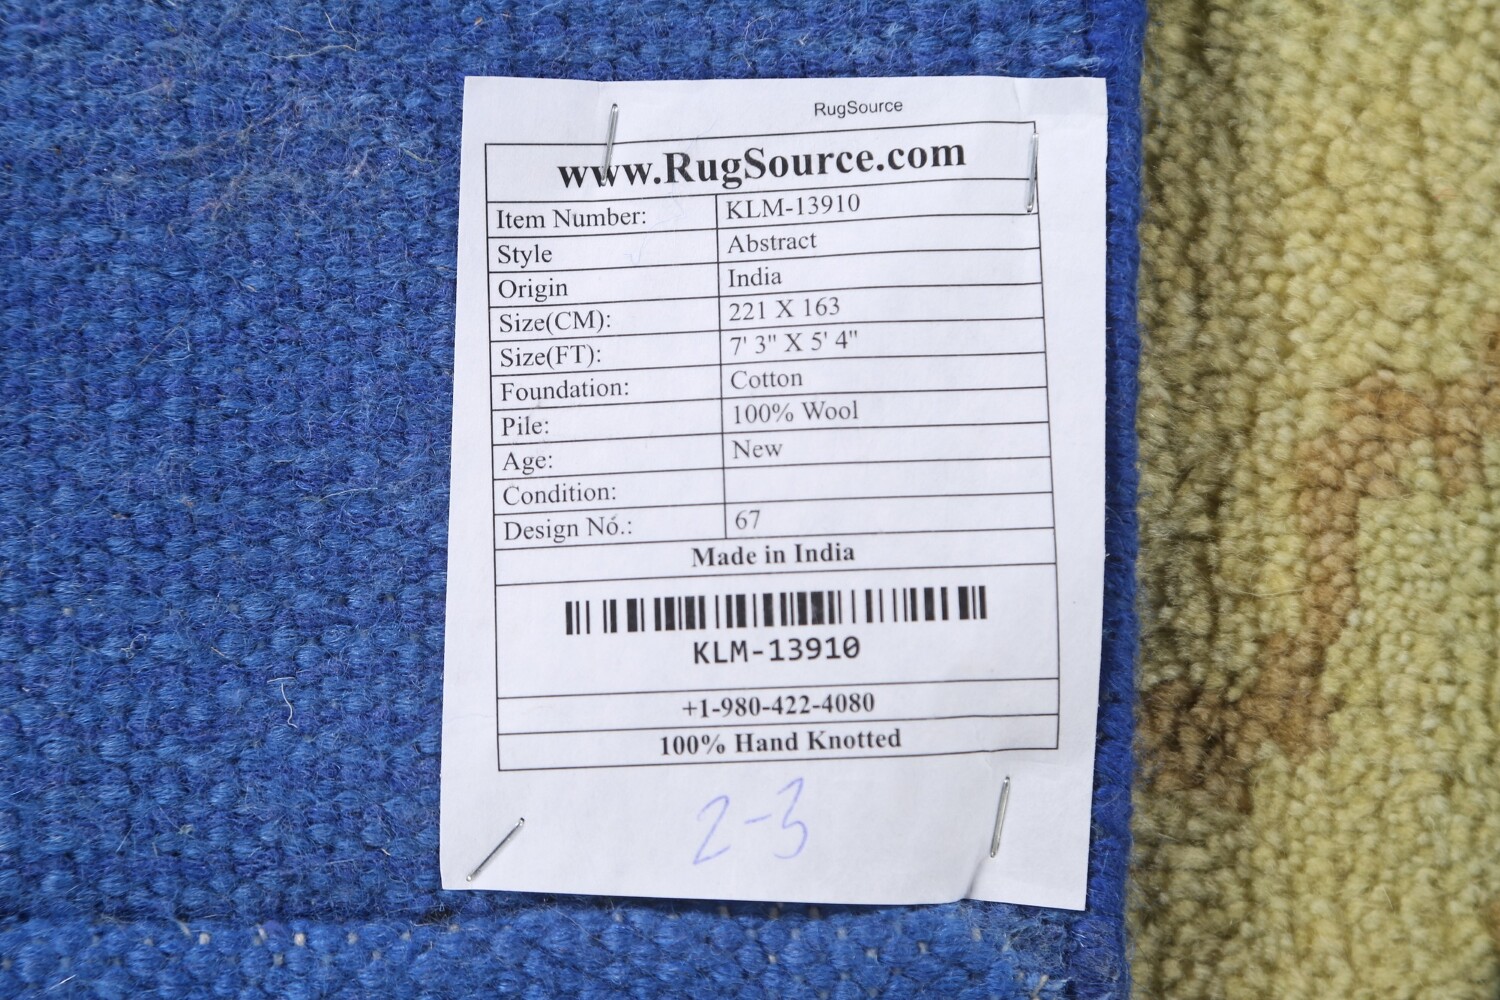 RugSource
www.RugSource.com
Item Number: KLM-13910
Style Abstract
Origin India
Size(CM): 221 X 163
Size(FT): 7' 3" X 5' 4"
Foundation: Cotton
Pile: 100% Wool
Age: New
Condition:
Design No.: 67
Made in India
KLM-13910
+1-980-422-4080
100% Hand Knotted
2-3